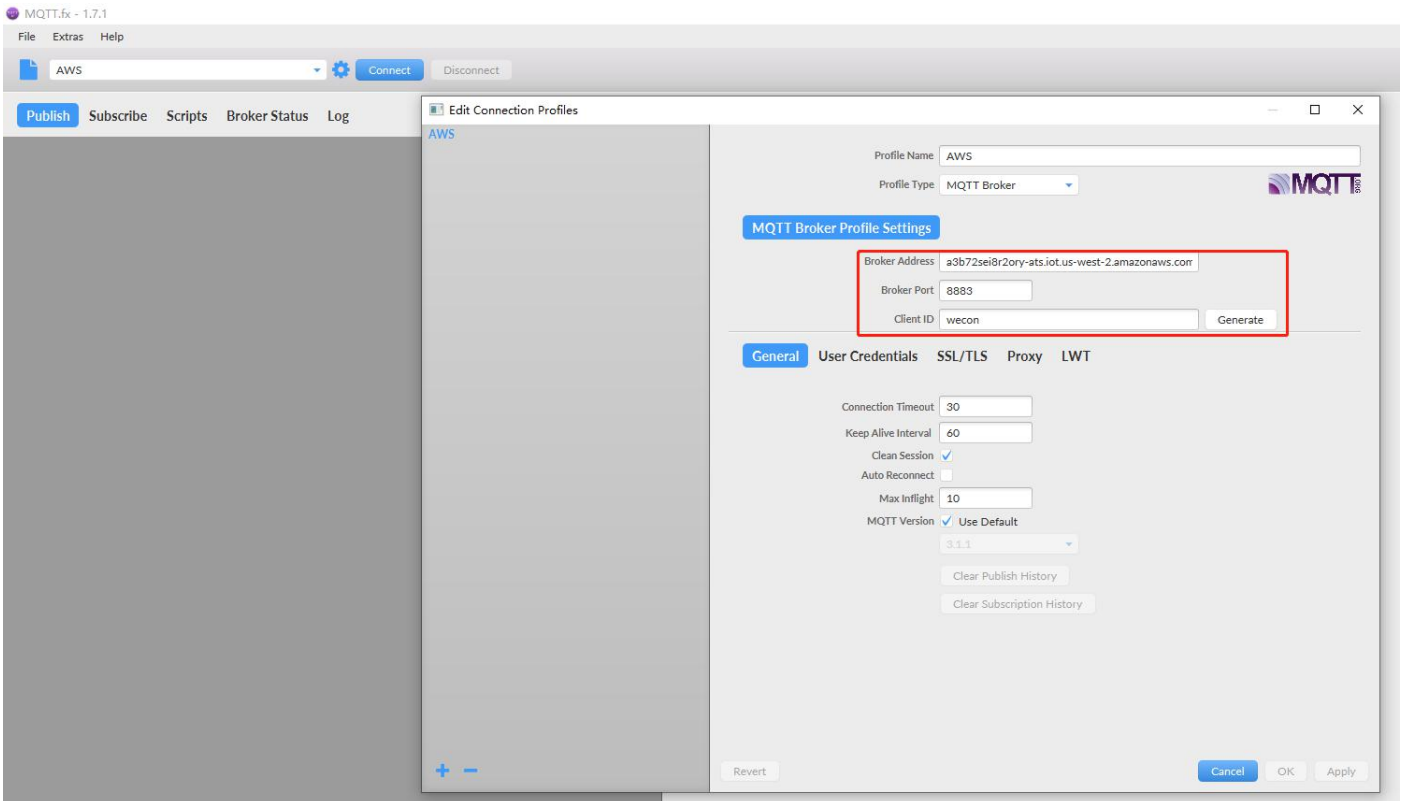 MQTT.fx - 1.7.1
File Extras Help
AWS Connect Disconnect
Publish Subscribe Scripts Broker Status Log
Edit Connection Profiles
AWS
Profile Name AWS
Profile Type MQTT Broker
MQTT.ORG
MQTT Broker Profile Settings
Broker Address a3b72sei8r2ory-ats.iot.us-west-2.amazonaws.com
Broker Port 8883
Client ID wecon Generate
General User Credentials SSL/TLS Proxy LWT
Connection Timeout 30
Keep Alive Interval 60
Clean Session
Auto Reconnect
Max Inflight 10
MQTT Version Use Default
3.1.1
Clear Publish History
Clear Subscription History
Revert Cancel OK Apply